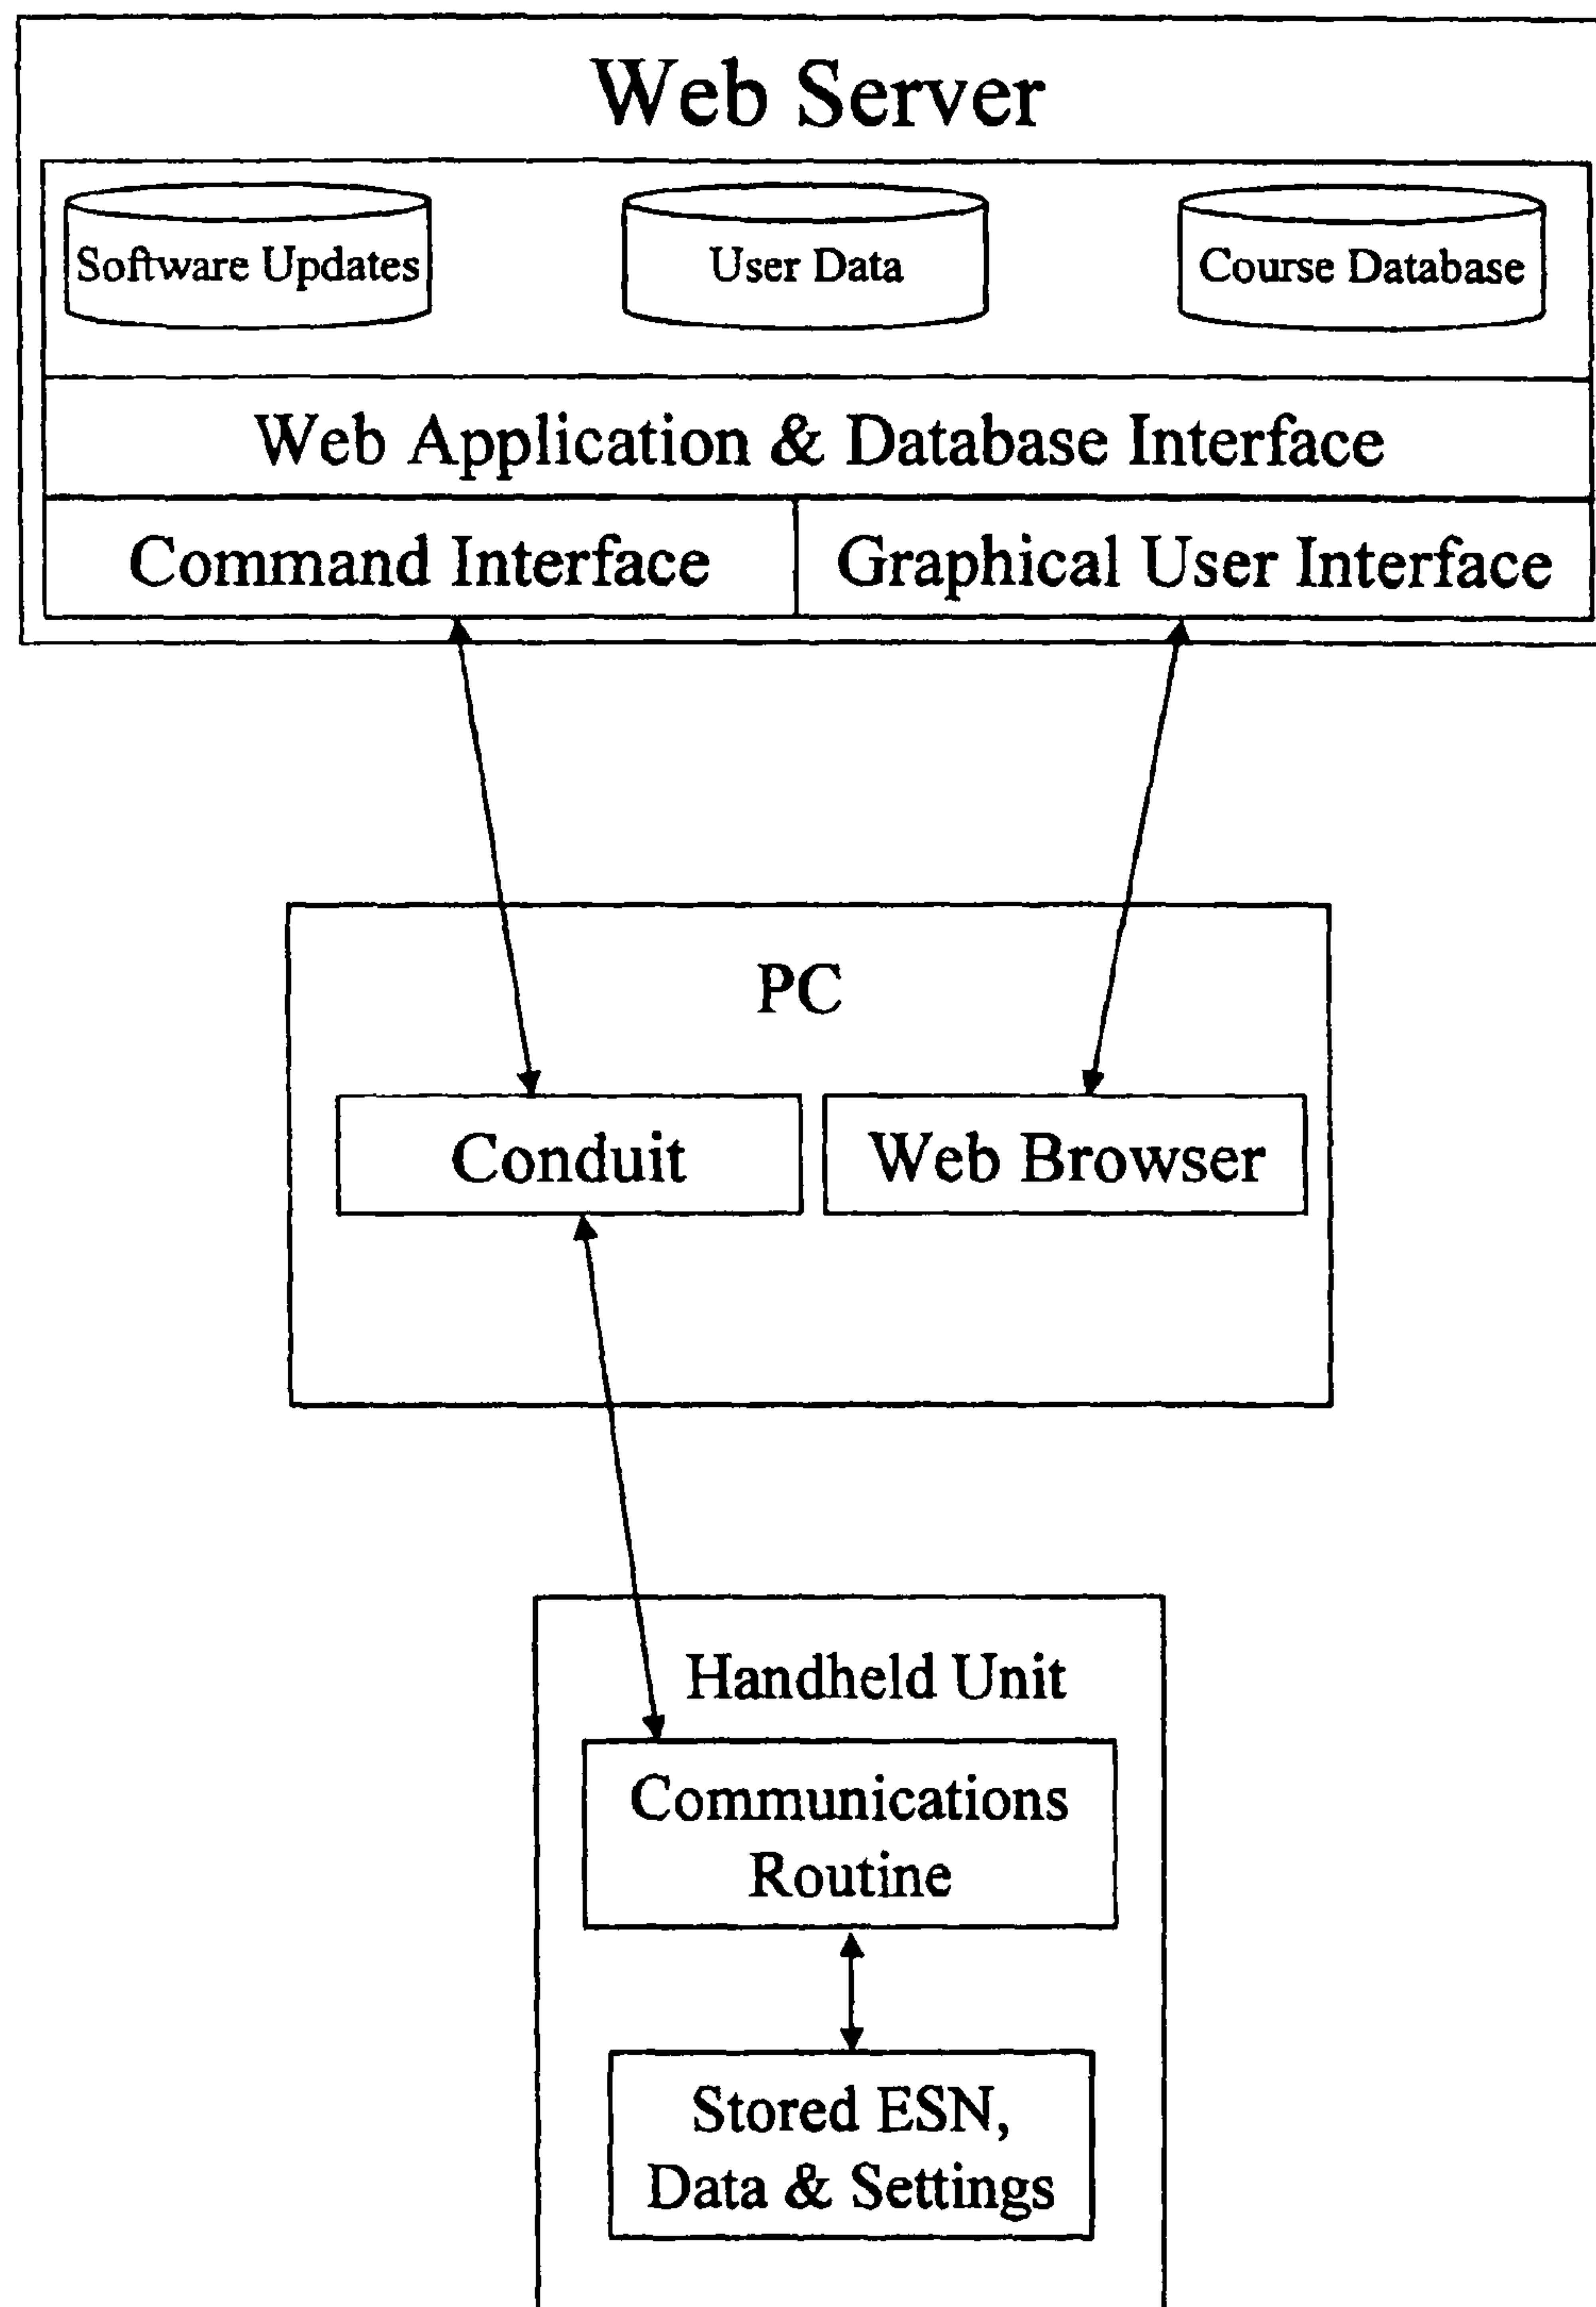 Web Server
Software Updates
User Data
Course Database
Web Application & Database Interface
Command Interface
Graphical User Interface
PC
Conduit
Web Browser
Handheld Unit
Communications
Routine
Stored ESN,
Data & Settings